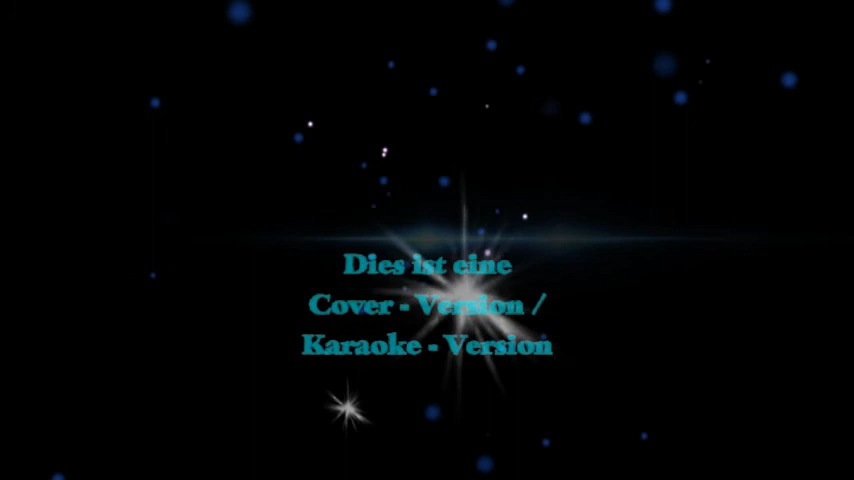 Dies ist eine
Cover - Version /
Karaoke - Version